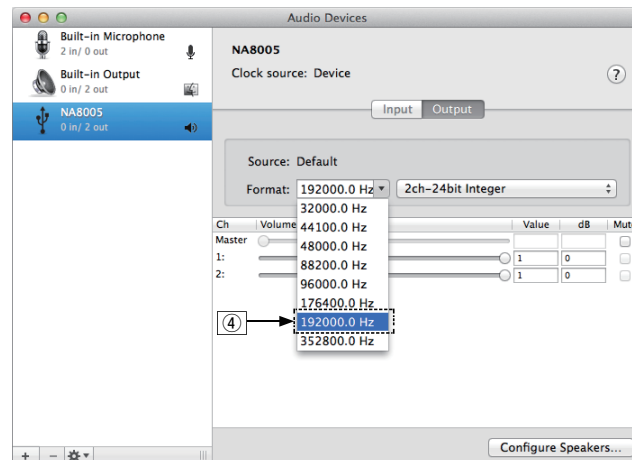 Audio Devices
Built-in Microphone
2 in/ 0 out
Built-in Output
0 in/ 2 out
NA8005
0 in/ 2 out
NA8005
Clock source: Device
?
Input Output
Source: Default
Format: 192000.0 Hz 2ch-24bit Integer
32000.0 Hz
44100.0 Hz
48000.0 Hz
88200.0 Hz
96000.0 Hz
176400.0 Hz
192000.0 Hz
352800.0 Hz
④
Ch Volume Value dB Mut
Master
1: 1 0
2: 1 0
+ −
Configure Speakers...